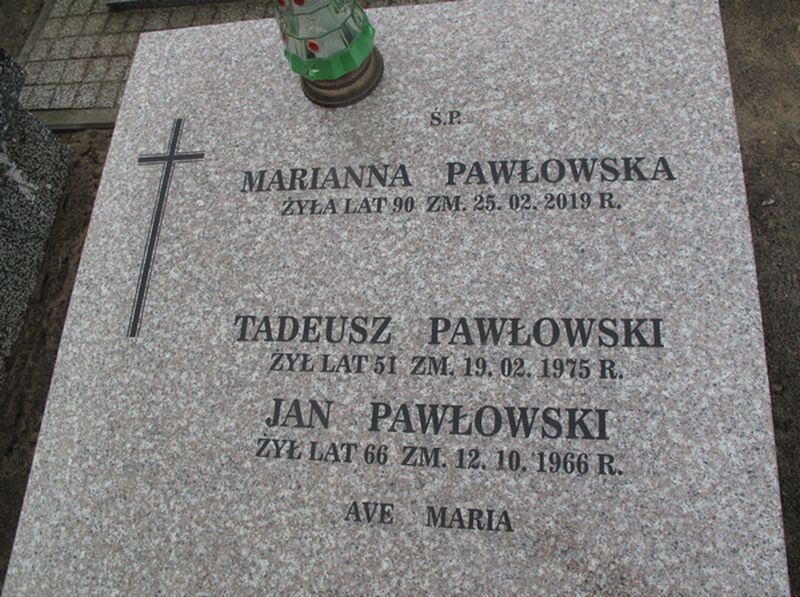 Ś.P.
MARIANNA PAWŁOWSKA
ŻYŁA LAT 90 ZM. 25. 02. 2019 R.
TADEUSZ PAWŁOWSKI
ŻYŁ LAT 51 ZM. 19. 02. 1975 R.
JAN PAWŁOWSKI
ŻYŁ LAT 66 ZM. 12. 10. 1966 R.
AVE MARIA